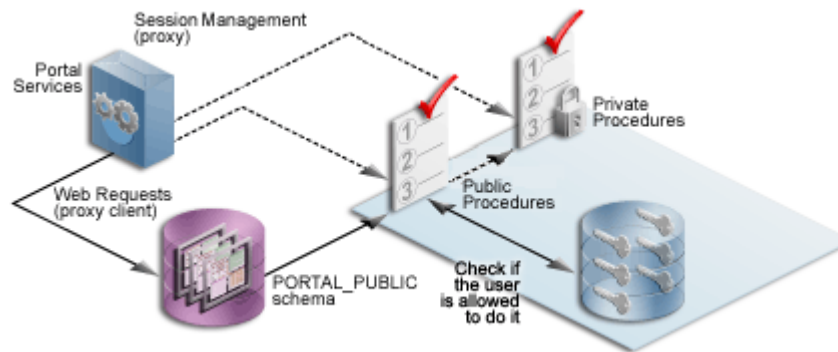 Session Management
(proxy)
Portal
Services
1
2
3
Private
Procedures
1
2
3
Public
Procedures
Web Requests
(proxy client)
PORTAL_PUBLIC
schema
Check if
the user
is allowed
to do it